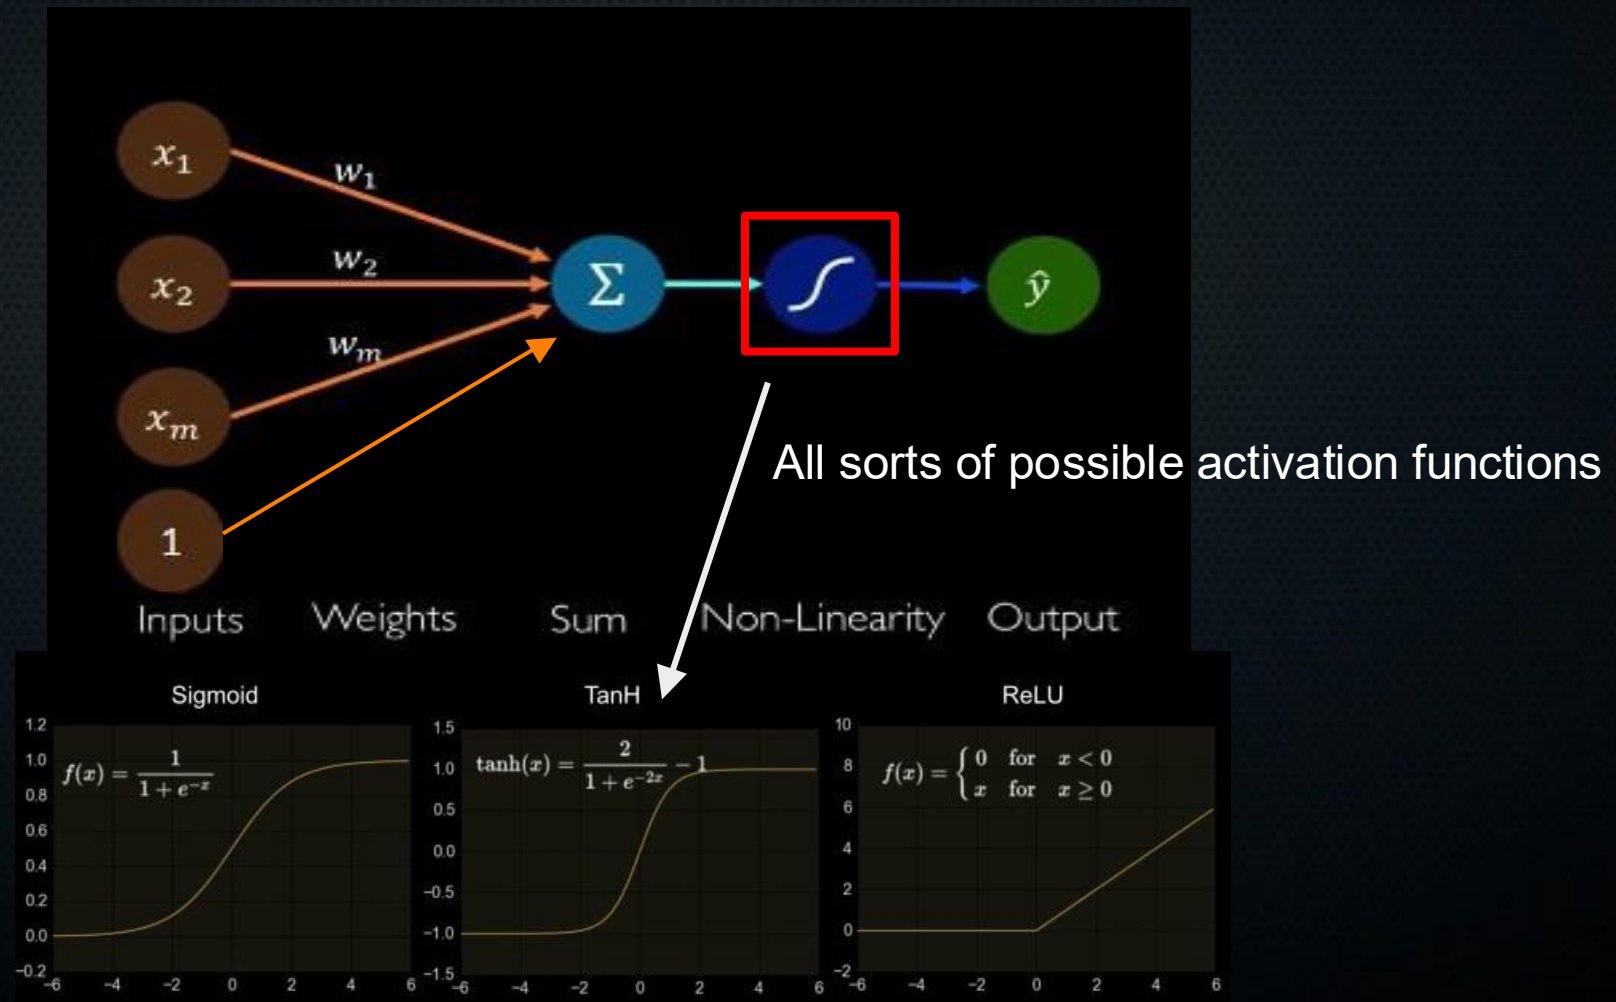 x₁
w₁
x₂
w₂
Σ
ŷ
wₘ
xₘ
All sorts of possible activation functions
1
Inputs Weights Sum Non-Linearity Output
Sigmoid
1.2
1.0
0.8
0.6
0.4
0.2
0.0
−0.2
f(x) = 1 / (1 + e^−x)
−6 −4 −2 0 2 4 6
TanH
1.5
1.0
0.5
0.0
−0.5
−1.0
−1.5
tanh(x) = 2 / (1 + e^−2x) − 1
−6 −4 −2 0 2 4 6
ReLU
10
8
6
4
2
0
−2
f(x) = { 0 for x < 0
x for x ≥ 0
−6 −4 −2 0 2 4 6